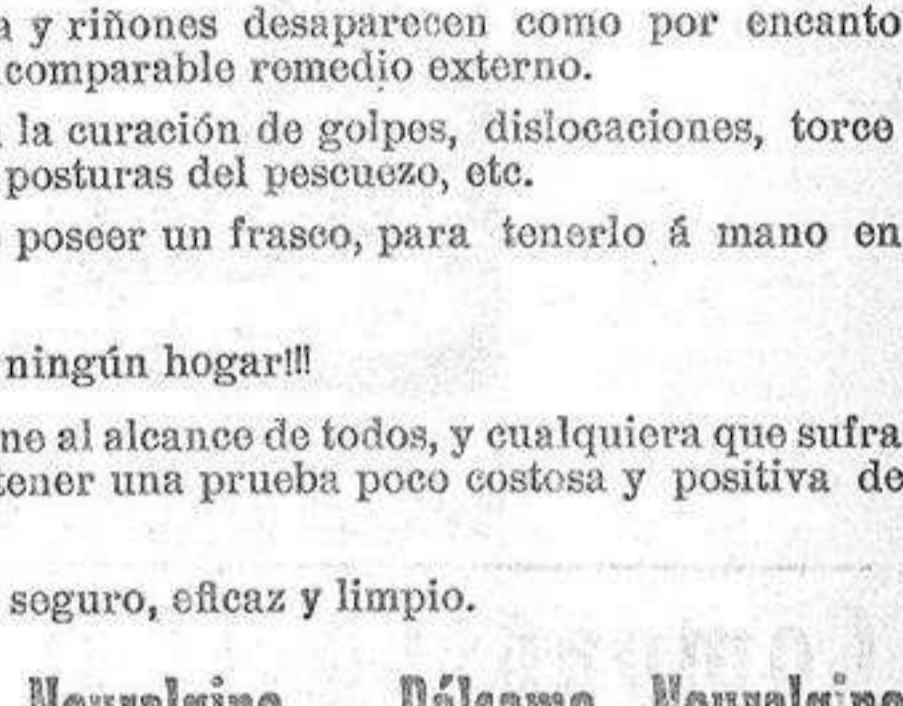 a y riñones desaparecen como por encanto
comparable remedio externo.
la curación de golpes, dislocaciones, torce
posturas del pescuezo, etc.
poseer un frasco, para tenerlo á mano en
ningún hogar!!!
ne al alcance de todos, y cualquiera que sufra
tener una prueba poco costosa y positiva de
seguro, eficaz y limpio.
Neuralgine Bálsamo Neuralgine